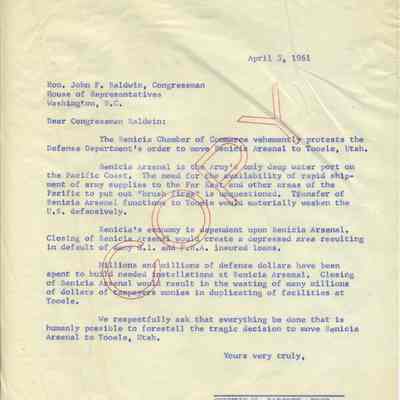 April 3, 1961
Hon. John F. Baldwin, Congressman
House of Representatives
Washington, D.C.
Dear Congressman Baldwin:
The Benicia Chamber of Commerce vehemently protests the
Defense Department's order to move Benicia Arsenal to Tooele, Utah.
Benicia Arsenal is the Army's only deep water port on
the Pacific Coast. The need for the availability of rapid ship-
ment of army supplies to the Far East and other areas of the
Pacific to put out "brush fires" is unquestioned. Transfer of
Benicia Arsenal functions to Tooele would materially weaken the
U.S. defensively.
Benicia's economy is dependent upon Benicia Arsenal,
Closing of Benicia Arsenal would create a depressed area resulting
in default of many G.I. and F.H.A. insured loans.
Millions and millions of defense dollars have been
spent to build needed installations at Benicia Arsenal. Closing
of Benicia Arsenal would result in the wasting of many millions
of dollars of taxpayers monies in duplicating of facilities at
Tooele.
We respectfully ask that everything be done that is
humanly possible to forestall the tragic decision to move Benicia
Arsenal to Tooele, Utah.
Yours very truly,
COPY